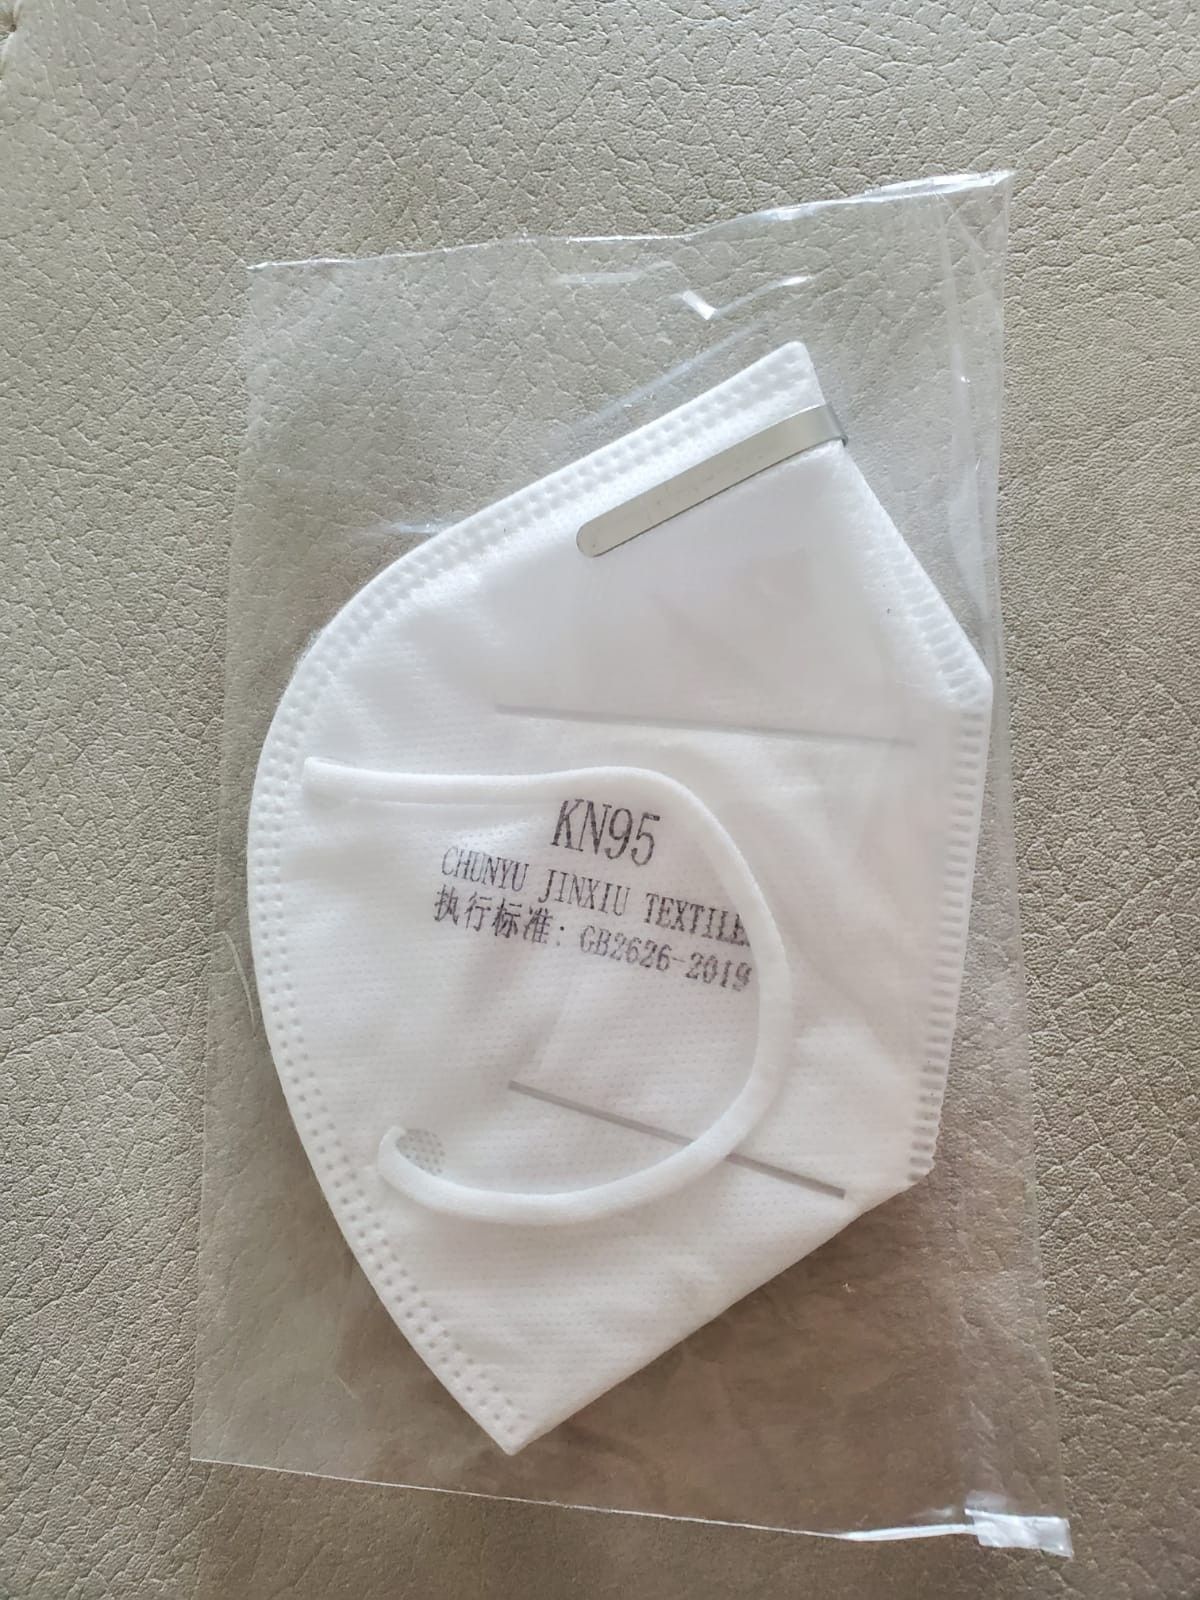 KN95
CHUNYU JINXIU TEXTILE
执行标准：GB2626-2019